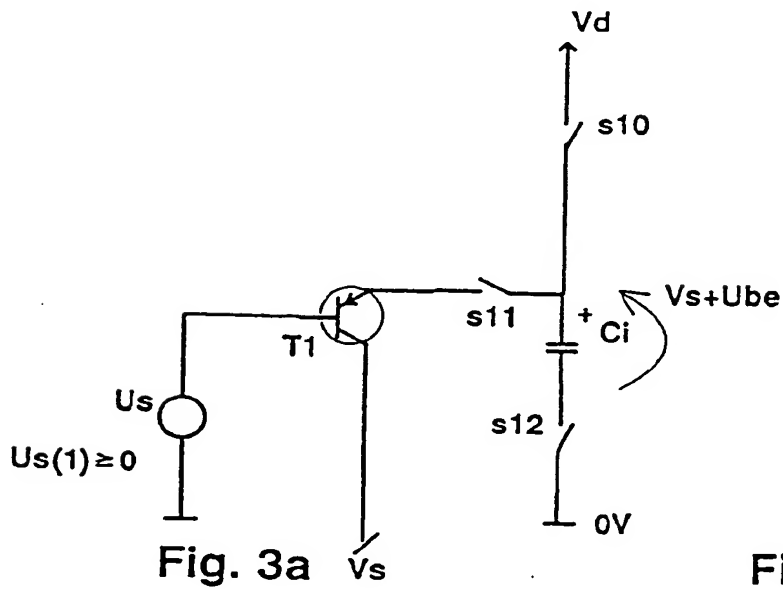 Vd
s10
Vs+Ube
s11
+
Ci
T1
Us
s12
Us(1)≥0
0V
Fig. 3a
Vs
Fi